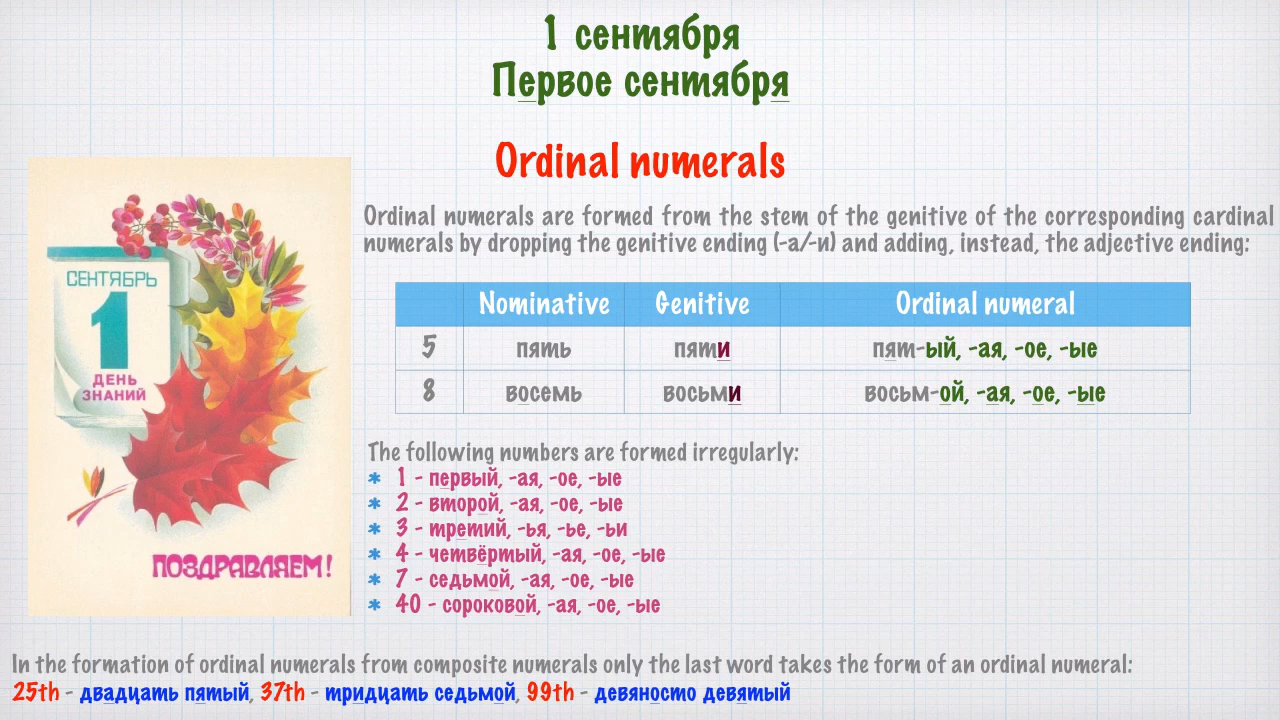 1 сентября
Первое сентября
Ordinal numerals
Ordinal numerals are formed from the stem of the genitive of the corresponding cardinal
numerals by dropping the genitive ending (-а/-и) and adding, instead, the adjective ending:
СЕНТЯБРЬ
1
ДЕНЬ
ЗНАНИЙ
ПОЗДРАВЛЯЕМ!
Nominative Genitive Ordinal numeral
5 пять пяти пят-ый, -ая, -ое, -ые
8 восемь восьми восьм-ой, -ая, -ое, -ые
The following numbers are formed irregularly:
* 1 - первый, -ая, -ое, -ые
* 2 - второй, -ая, -ое, -ые
* 3 - третий, -ья, -ье, -ьи
* 4 - четвёртый, -ая, -ое, -ые
* 7 - седьмой, -ая, -ое, -ые
* 40 - сороковой, -ая, -ое, -ые
In the formation of ordinal numerals from composite numerals only the last word takes the form of an ordinal numeral:
25th - двадцать пятый, 37th - тридцать седьмой, 99th - девяносто девятый